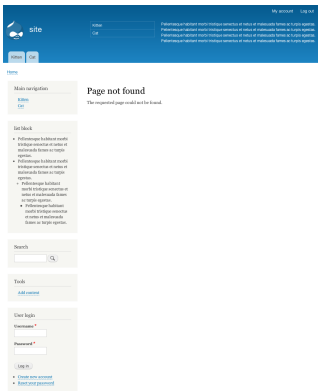 My account Log out
site
Kitten
Cat
Pellentesque habitant morbi tristique senectus et netus et malesuada fames ac turpis egestas.
Pellentesque habitant morbi tristique senectus et netus et malesuada fames ac turpis egestas.
Pellentesque habitant morbi tristique senectus et netus et malesuada fames ac turpis egestas.
Pellentesque habitant morbi tristique senectus et netus et malesuada fames ac turpis egestas.
Kitten Cat
Home
Main navigation
Kitten
Cat
Page not found
The requested page could not be found.
list block
Pellentesque habitant morbi
tristique senectus et netus et
malesuada fames ac turpis
egestas.
Pellentesque habitant morbi
tristique senectus et netus et
malesuada fames ac turpis
egestas.
Pellentesque habitant
morbi tristique senectus et
netus et malesuada fames
ac turpis egestas.
Pellentesque habitant
morbi tristique senectus
et netus et malesuada
fames ac turpis egestas.
Search
Tools
Add content
User login
Username *
Password *
Log in
Create new account
Reset your password